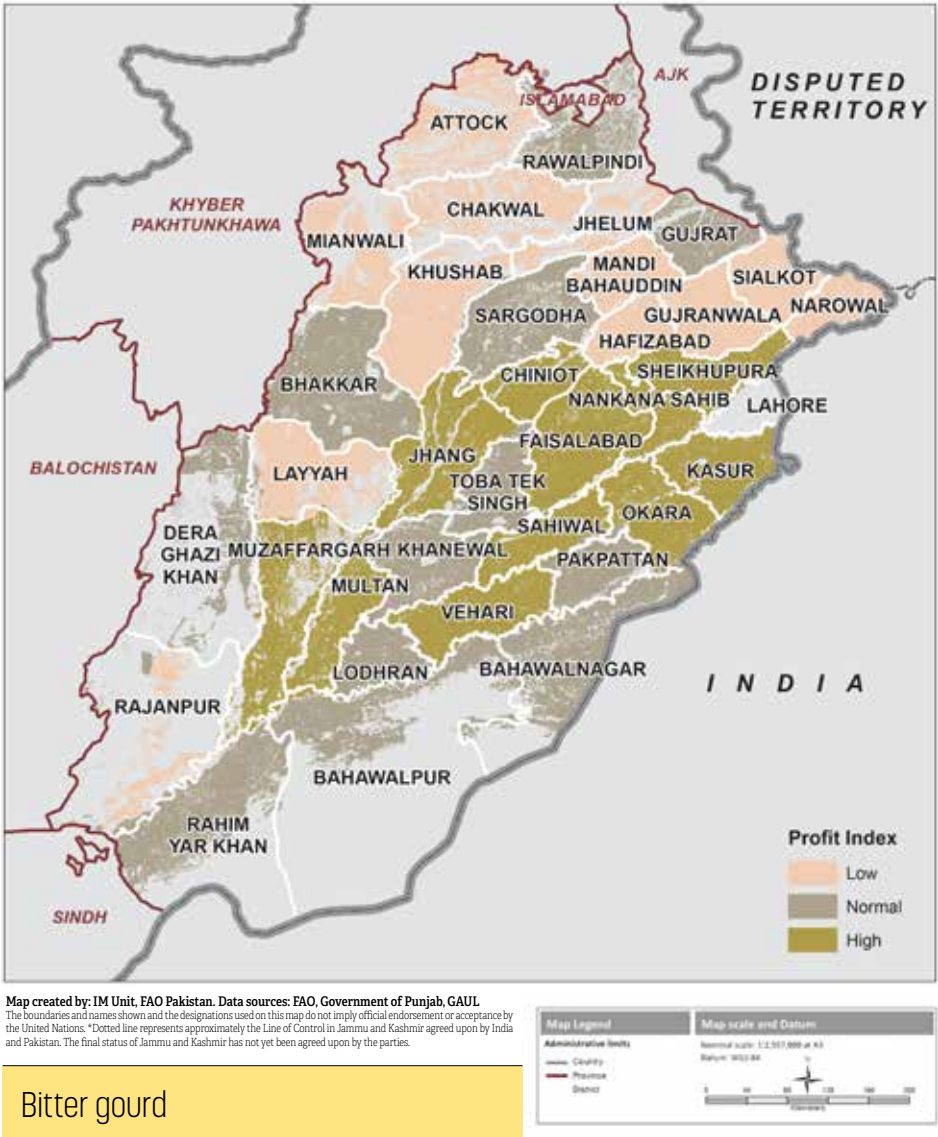 AJK
DISPUTED
TERRITORY
ISLAMABAD
ATTOCK
RAWALPINDI
KHYBER
PAKHTUNKHAWA
CHAKWAL
JHELUM
GUJRAT
MIANWALI
KHUSHAB
MANDI
BAHAUDDIN
SIALKOT
NAROWAL
SARGODHA
GUJRANWALA
HAFIZABAD
BHAKKAR
CHINIOT
SHEIKHUPURA
NANKANA SAHIB
LAHORE
BALOCHISTAN
LAYYAH
JHANG
FAISALABAD
KASUR
TOBA TEK
SINGH
SAHIWAL
OKARA
DERA
GHAZI
KHAN
MUZAFFARGARH
KHANEWAL
PAKPATTAN
MULTAN
VEHARI
LODHRAN
BAHAWALNAGAR
INDIA
RAJANPUR
BAHAWALPUR
RAHIM
YAR KHAN
SINDH
Profit Index
Low
Normal
High
Map created by: IM Unit, FAO Pakistan. Data sources: FAO, Government of Punjab, GAUL
The boundaries and names shown and the designations used on this map do not imply official endorsement or acceptance by
the United Nations. *Dotted line represents approximately the Line of Control in Jammu and Kashmir agreed upon by India
and Pakistan. The final status of Jammu and Kashmir has not yet been agreed upon by the parties.
Map Legend
Administrative limits
Country
Province
District
Map scale and Datum
Kilometers
Bitter gourd